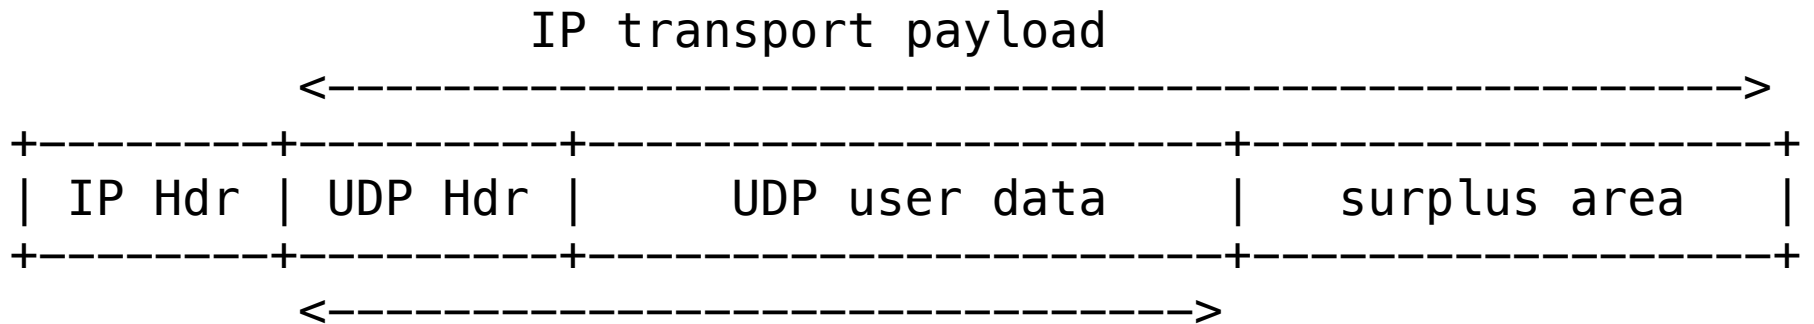 IP transport payload
          <------------------------------------------------->
+--------+---------+----------------------+------------------+
| IP Hdr | UDP Hdr |     UDP user data    |   surplus area   |
+--------+---------+----------------------+------------------+
          <------------------------------>